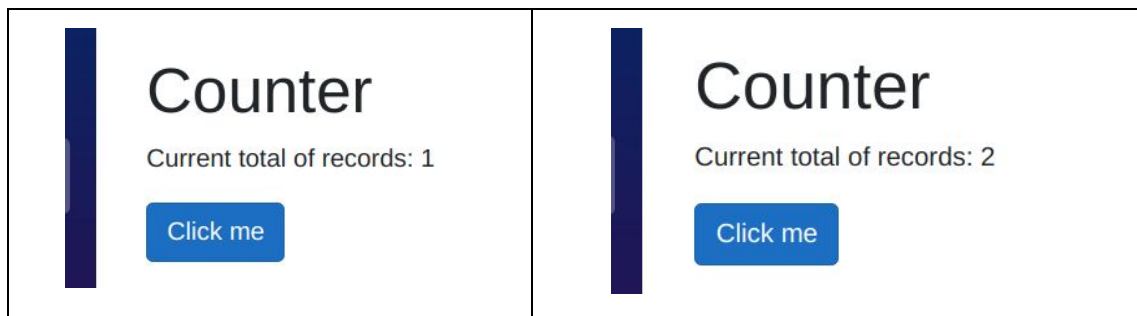 Counter
Current total of records: 1
Click me
Counter
Current total of records: 2
Click me